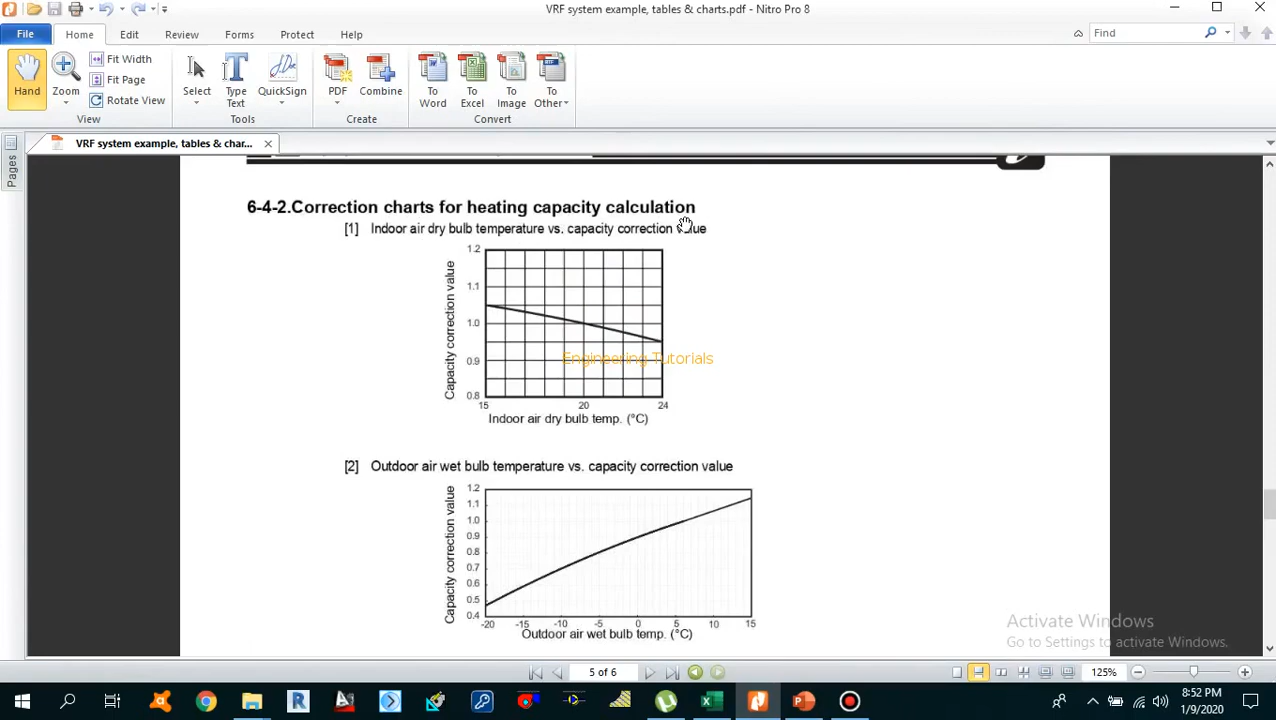 VRF system example, tables & charts.pdf - Nitro Pro 8
File Home Edit Review Forms Protect Help
Find
Hand
Zoom
Fit Width
Fit Page
Rotate View
Select
Type Text
QuickSign
PDF
Combine
To Word
To Excel
To Image
To Other
View Tools Create Convert
Pages
VRF system example, tables & char...
6-4-2.Correction charts for heating capacity calculation
[1] Indoor air dry bulb temperature vs. capacity correction value
Capacity correction value
1.2
1.1
1.0
0.9
0.8
15 20 24
Indoor air dry bulb temp. (°C)
Engineering Tutorials
[2] Outdoor air wet bulb temperature vs. capacity correction value
Capacity correction value
1.2
1.1
1.0
0.9
0.8
0.7
0.6
0.5
0.4
-20 -15 -10 -5 0 5 10 15
Outdoor air wet bulb temp. (°C)
Activate Windows
Go to Settings to activate Windows.
5 of 6
125%
8:52 PM
1/9/2020